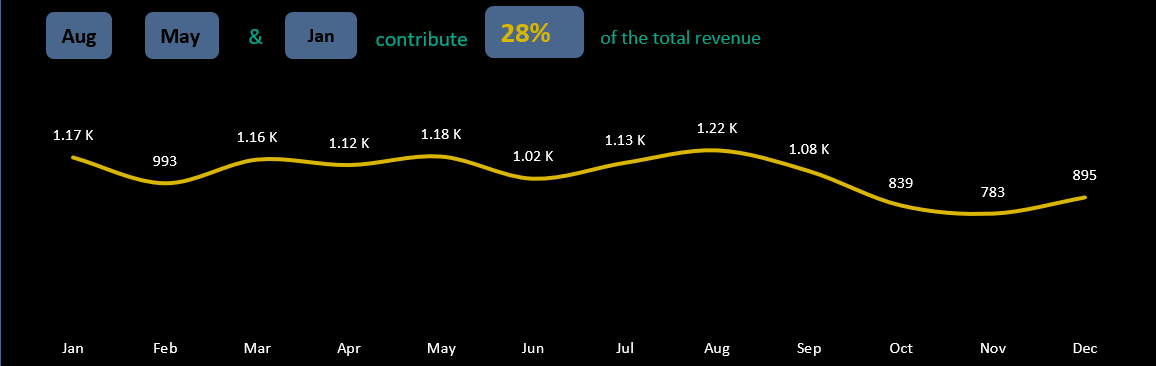 Aug May & Jan contribute 28% of the total revenue
1.17 K 993 1.16 K 1.12 K 1.18 K 1.02 K 1.13 K 1.22 K 1.08 K 839 783 895
Jan Feb Mar Apr May Jun Jul Aug Sep Oct Nov Dec